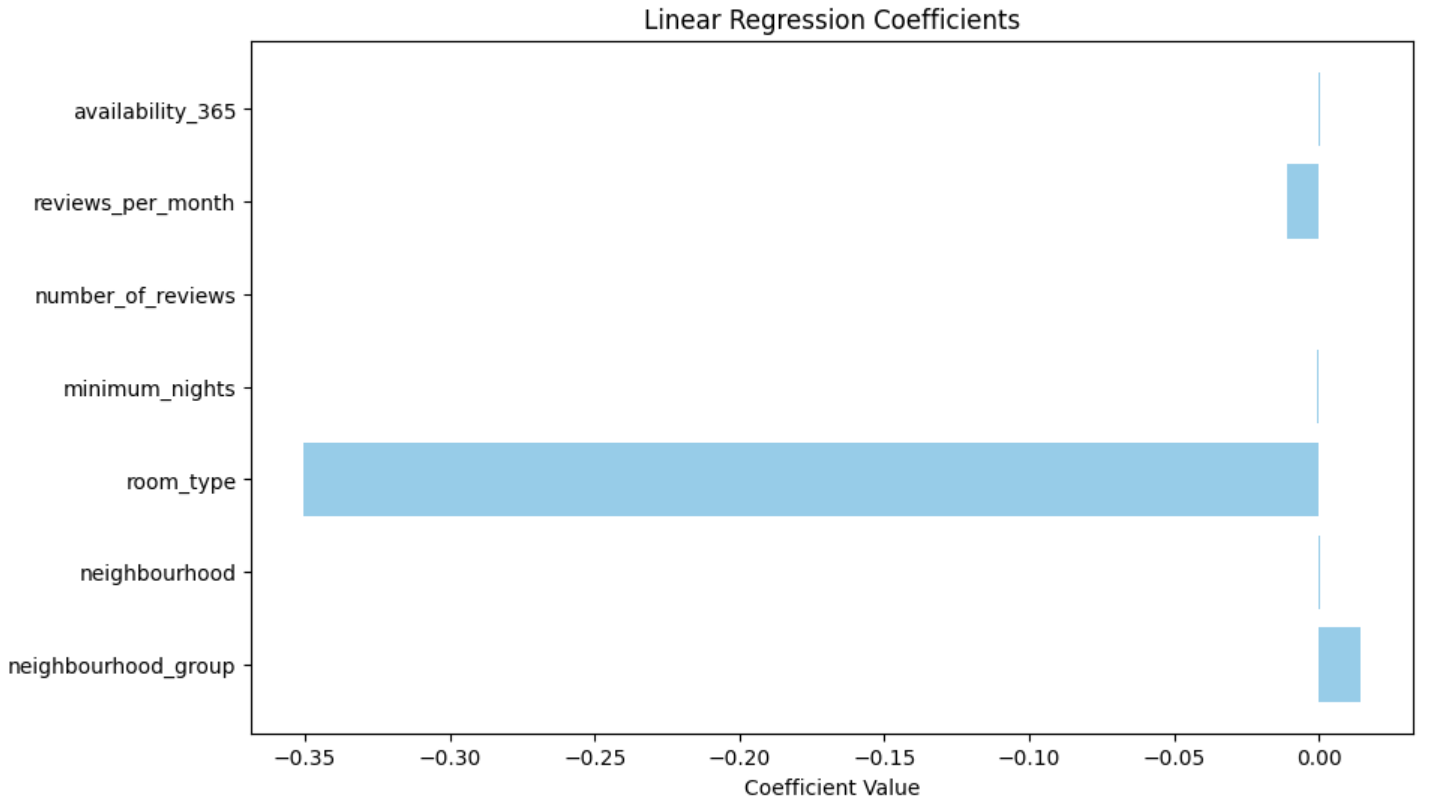 Linear Regression Coefficients
availability_365
reviews_per_month
number_of_reviews
minimum_nights
room_type
neighbourhood
neighbourhood_group
−0.35 −0.30 −0.25 −0.20 −0.15 −0.10 −0.05 0.00
Coefficient Value